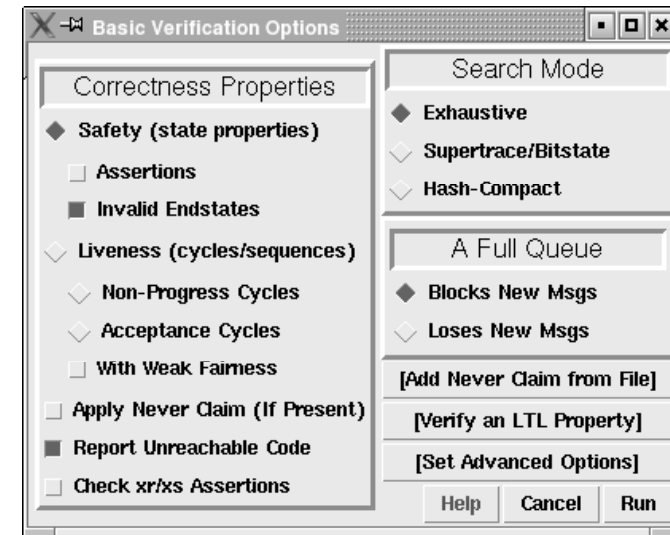 Basic Verification Options
Correctness Properties
Safety (state properties)
Assertions
Invalid Endstates
Liveness (cycles/sequences)
Non-Progress Cycles
Acceptance Cycles
With Weak Fairness
Apply Never Claim (If Present)
Report Unreachable Code
Check xr/xs Assertions
Search Mode
Exhaustive
Supertrace/Bitstate
Hash-Compact
A Full Queue
Blocks New Msgs
Loses New Msgs
[Add Never Claim from File]
[Verify an LTL Property]
[Set Advanced Options]
Help Cancel Run